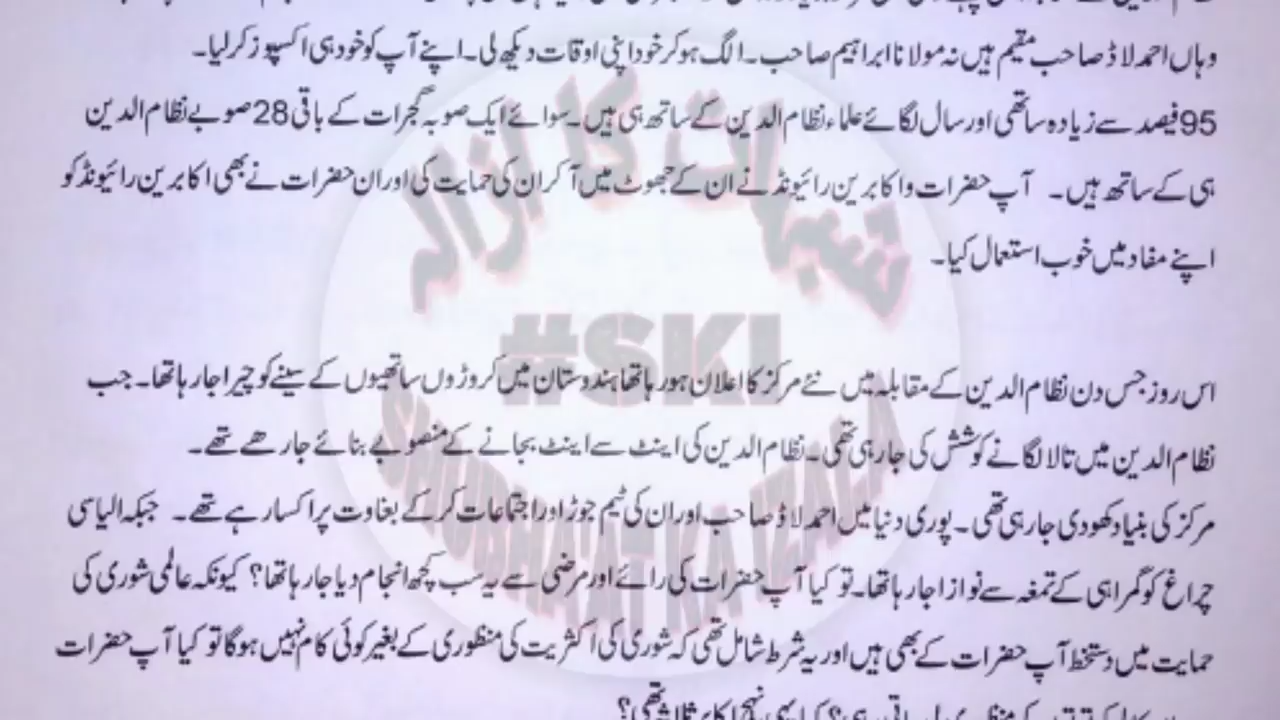 وہاں احمد لاڈ صاحب مقیم ہیں نہ مولانا ابراہیم صاحب۔ الگ ہو کر خود اپنی اوقات دیکھ لی۔ اپنے آپ کو خود ہی اکسپوز کر لیا۔
95 فیصد سے زیادہ ساتھی اور سال لگائے علماء نظام الدین کے ساتھ ہی ہیں۔ سوائے ایک صوبہ گجرات کے باقی 28 صوبے نظام الدین
ہی کے ساتھ ہیں۔ آپ حضرات و اکابرین رائیونڈ نے ان کے جھوٹ میں آ کر ان کی حمایت کی اور ان حضرات نے بھی اکابرین رائیونڈ کو
اپنے مفاد میں خوب استعمال کیا۔
شبہات کا ازالہ
#SKI
SHUBHA'AT KA IZALA
اس روز جس دن نظام الدین کے مقابلہ میں نئے مرکز کا اعلان ہو رہا تھا ہندوستان میں کروڑوں ساتھیوں کے سینے کو چیرا جا رہا تھا۔ جب
نظام الدین میں تالا لگانے کوشش کی جا رہی تھی۔ نظام الدین کی اینٹ سے اینٹ بجانے کے منصوبے بنائے جا رہے تھے۔
مرکز کی بنیاد کھودی جا رہی تھی۔ پوری دنیا میں احمد لاڈ صاحب اور ان کی ٹیم جوڑ اور اجتماعات کر کے بغاوت پر اکسا رہے تھے۔ جبکہ الیاسی
چراغ کو گمراہی کے تمغہ سے نوازا جا رہا تھا۔ تو کیا آپ حضرات کی رائے اور مرضی سے یہ سب کچھ انجام دیا جا رہا تھا؟ کیونکہ عالمی شوریٰ کی
حمایت میں دستخط آپ حضرات کے بھی ہیں اور یہ شرط شامل تھی کہ شوریٰ کی اکثریت کی منظوری کے بغیر کوئی کام نہیں ہوگا تو کیا آپ حضرات